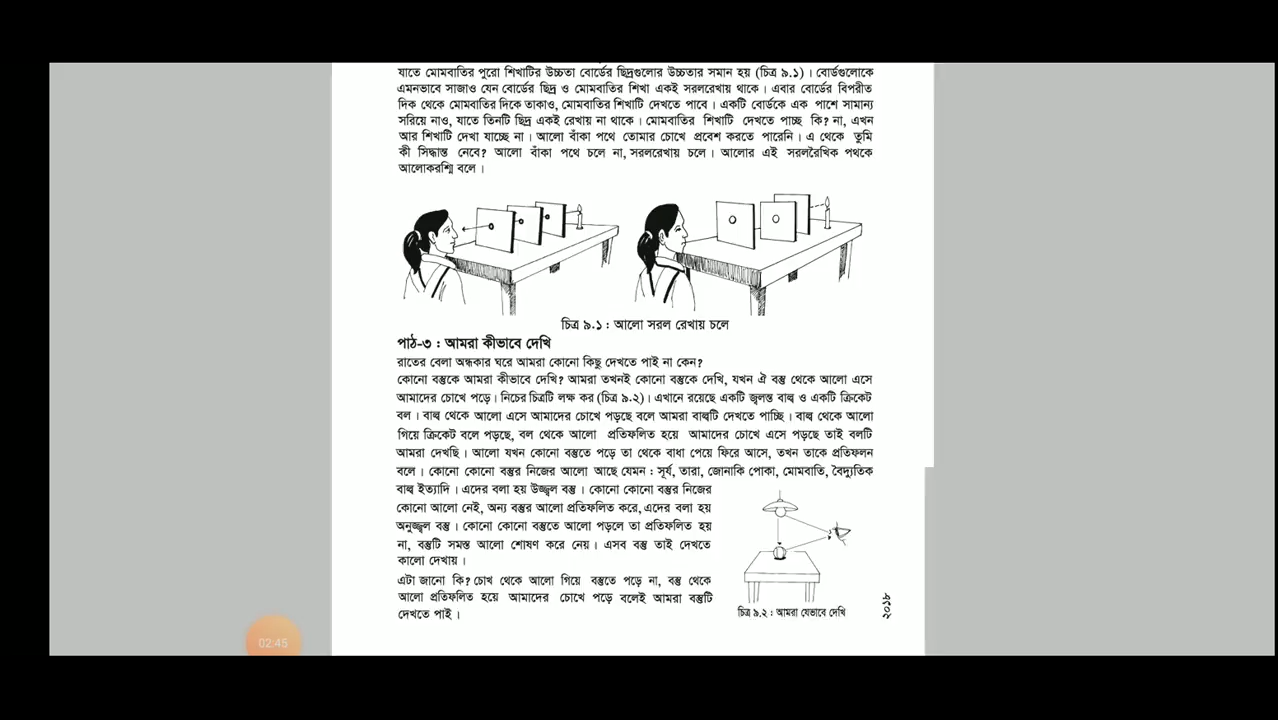 যাতে মোমবাতির পুরো শিখাটির উচ্চতা বোর্ডের ছিদ্রগুলোর উচ্চতার সমান হয় (চিত্র ৯.১)। বোর্ডগুলোকে
এমনভাবে সাজাও যেন বোর্ডের ছিদ্র ও মোমবাতির শিখা একই সরলরেখায় থাকে। এবার বোর্ডের বিপরীত
দিক থেকে মোমবাতির দিকে তাকাও, মোমবাতির শিখাটি দেখতে পাবে। একটি বোর্ডকে এক পাশে সামান্য
সরিয়ে নাও, যাতে তিনটি ছিদ্র একই রেখায় না থাকে। মোমবাতির শিখাটি দেখতে পাচ্ছ কি? না, এখন
আর শিখাটি দেখা যাচ্ছে না। আলো বাঁকা পথে তোমার চোখে প্রবেশ করতে পারেনি। এ থেকে তুমি
কী সিদ্ধান্ত নেবে? আলো বাঁকা পথে চলে না, সরলরেখায় চলে। আলোর এই সরলরৈখিক পথকে
আলোকরশ্মি বলে।
চিত্র ৯.১ : আলো সরল রেখায় চলে
পাঠ-৩ : আমরা কীভাবে দেখি
রাতের বেলা অন্ধকার ঘরে আমরা কোনো কিছু দেখতে পাই না কেন?
কোনো বস্তুকে আমরা কীভাবে দেখি? আমরা তখনই কোনো বস্তুকে দেখি, যখন ঐ বস্তু থেকে আলো এসে
আমাদের চোখে পড়ে। নিচের চিত্রটি লক্ষ কর (চিত্র ৯.২)। এখানে রয়েছে একটি জ্বলন্ত বাল্ব ও একটি ক্রিকেট
বল। বাল্ব থেকে আলো এসে আমাদের চোখে পড়ছে বলে আমরা বাল্বটি দেখতে পাচ্ছি। বাল্ব থেকে আলো
গিয়ে ক্রিকেট বলে পড়ছে, বল থেকে আলো প্রতিফলিত হয়ে আমাদের চোখে এসে পড়ছে তাই বলটি
আমরা দেখছি। আলো যখন কোনো বস্তুতে পড়ে তা থেকে বাধা পেয়ে ফিরে আসে, তখন তাকে প্রতিফলন
বলে। কোনো কোনো বস্তুর নিজের আলো আছে যেমন : সূর্য, তারা, জোনাকি পোকা, মোমবাতি, বৈদ্যুতিক
বাল্ব ইত্যাদি। এদের বলা হয় উজ্জ্বল বস্তু। কোনো কোনো বস্তুর নিজের
কোনো আলো নেই, অন্য বস্তুর আলো প্রতিফলিত করে, এদের বলা হয়
অনুজ্জ্বল বস্তু। কোনো কোনো বস্তুতে আলো পড়লে তা প্রতিফলিত হয়
না, বস্তুটি সমস্ত আলো শোষণ করে নেয়। এসব বস্তু তাই দেখতে
কালো দেখায়।
এটা জানো কি? চোখ থেকে আলো গিয়ে বস্তুতে পড়ে না, বস্তু থেকে
আলো প্রতিফলিত হয়ে আমাদের চোখে পড়ে বলেই আমরা বস্তুটি
দেখতে পাই।
চিত্র ৯.২ : আমরা যেভাবে দেখি
২০১৮
02:45